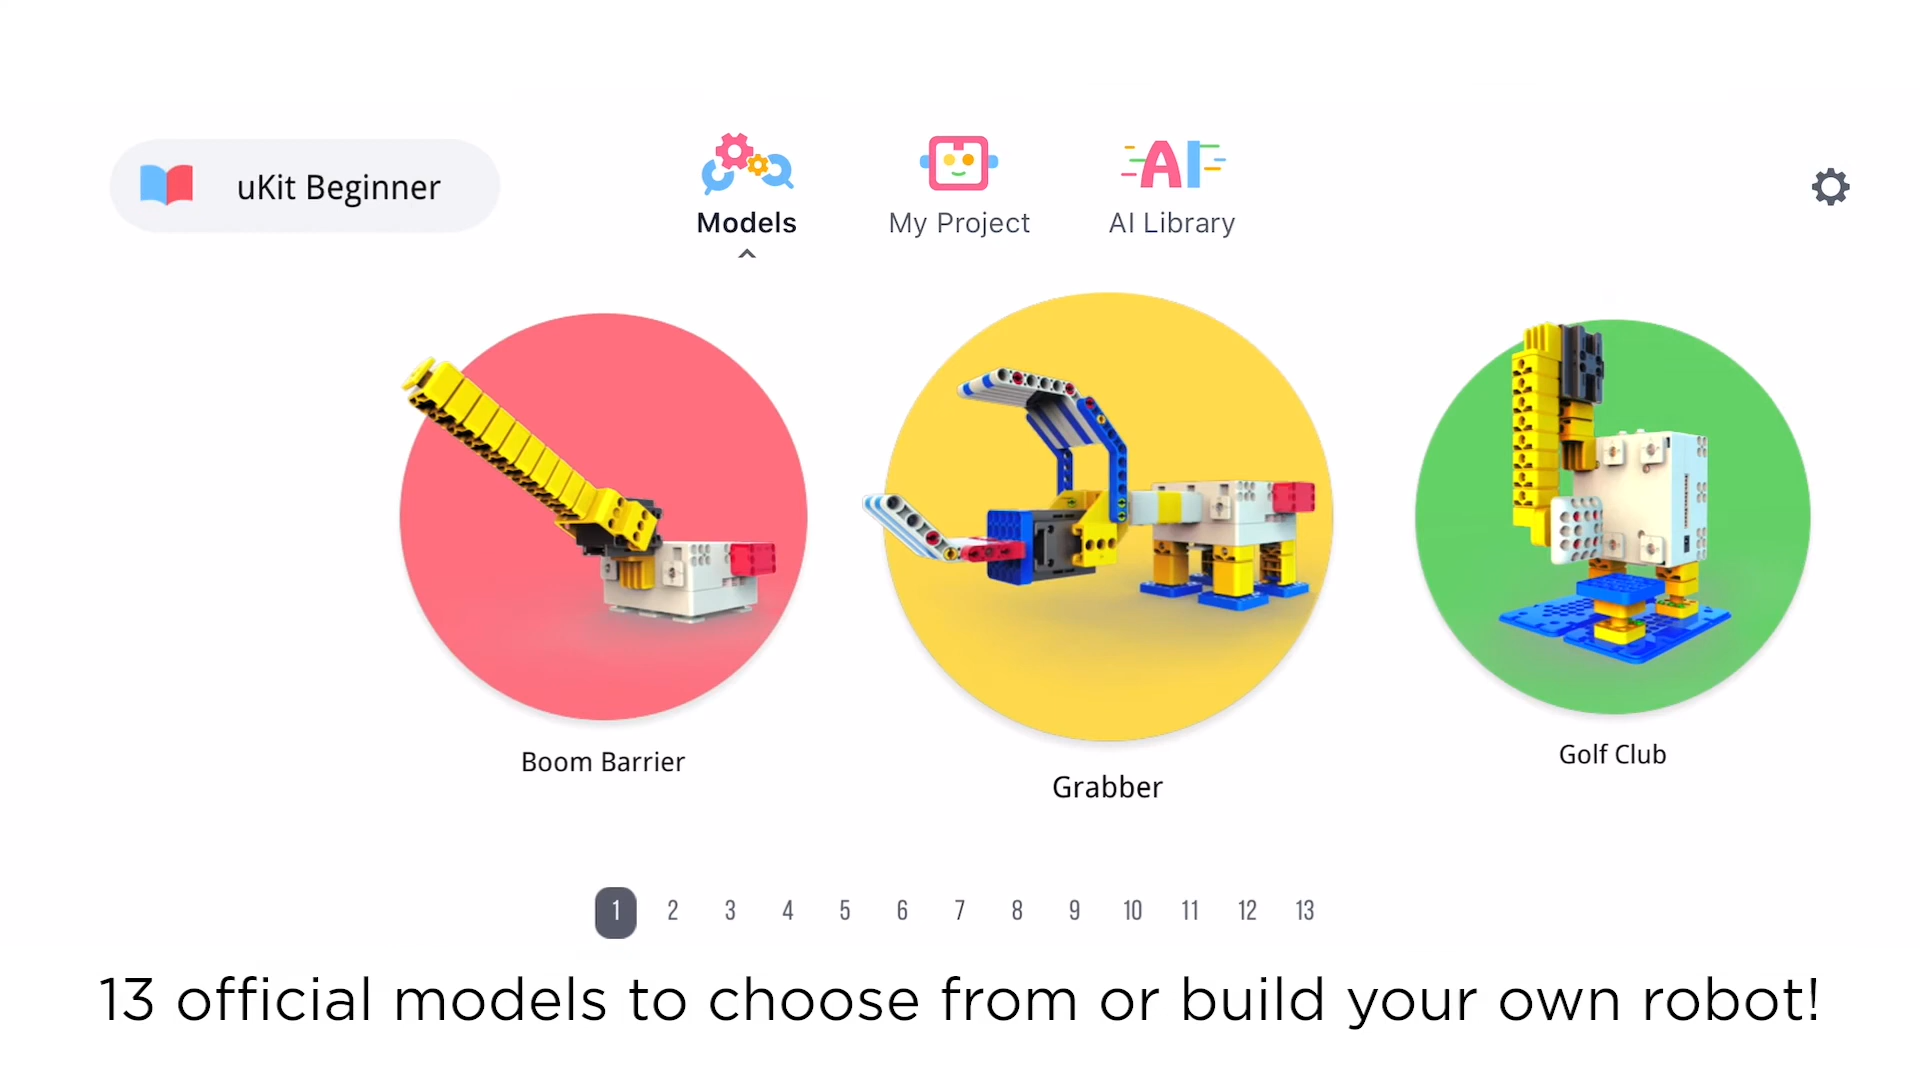 uKit Beginner
Models
My Project
AI
AI Library
Boom Barrier
Grabber
Golf Club
1 2 3 4 5 6 7 8 9 10 11 12 13
13 official models to choose from or build your own robot!